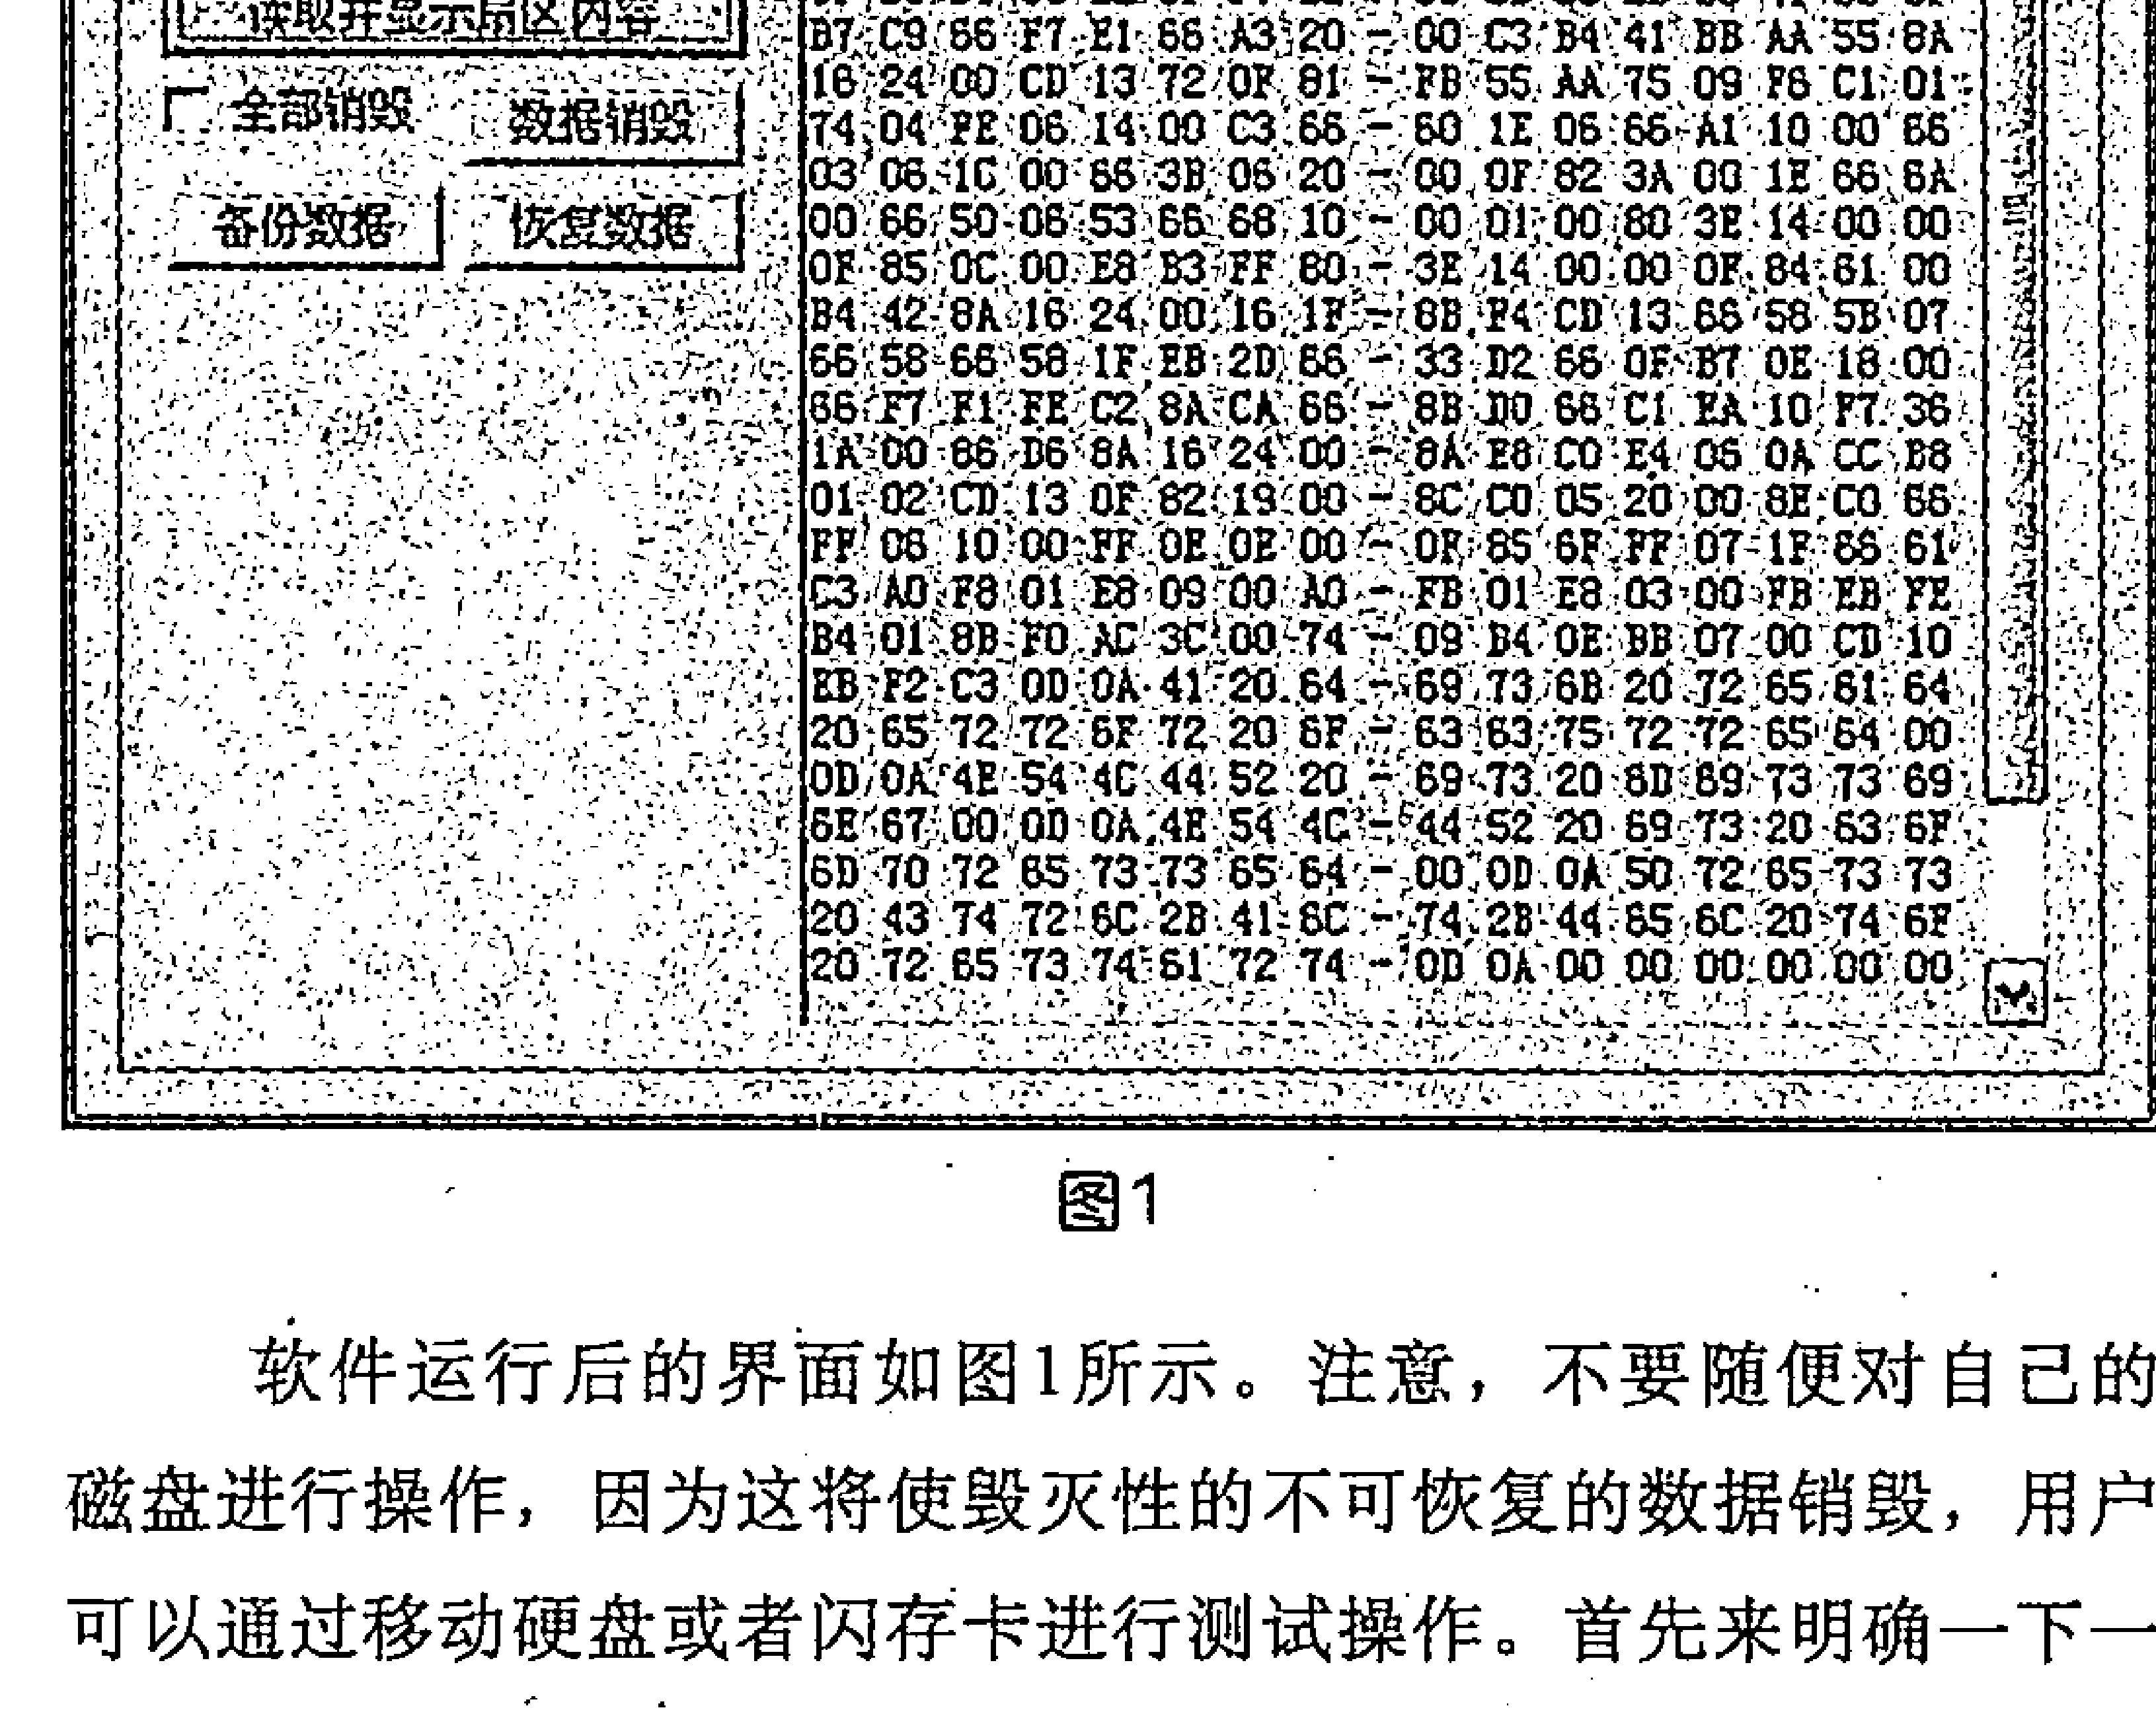 读取并显示扇区内容
全部销毁
数据销毁
备份数据
恢复数据
B7 C9 66 F7 E1 66 A3 20 - 00 C3 B4 41 BB AA 55 8A
16 24 00 CD 13 72 0F 81 - FB 55 AA 75 09 F6 C1 01
74 04 FE 06 14 00 C3 66 - 60 1E 06 66 A1 10 00 66
03 06 1C 00 66 3B 06 20 - 00 0F 82 3A 00 1E 66 6A
00 66 50 06 53 66 68 10 - 00 01 00 80 3E 14 00 00
0F 85 0C 00 E8 B3 FF 80 - 3E 14 00 00 0F 84 61 00
B4 42 8A 16 24 00 16 1F - 8B F4 CD 13 66 58 5B 07
66 58 66 58 1F EB 2D 66 - 33 D2 66 0F B7 0E 18 00
66 F7 F1 FE C2 8A CA 66 - 8B D0 66 C1 EA 10 F7 36
1A 00 86 D6 8A 16 24 00 - 8A E8 C0 E4 06 0A CC B8
01 02 CD 13 0F 82 19 00 - 8C C0 05 20 00 8E C0 66
FF 06 10 00 FF 0E 0E 00 - 0F 85 6F FF 07 1F 66 61
C3 A0 F8 01 E8 09 00 A0 - FB 01 E8 03 00 FB EB FE
B4 01 8B F0 AC 3C 00 74 - 09 B4 0E BB 07 00 CD 10
EB F2 C3 0D 0A 41 20 64 - 69 73 6B 20 72 65 61 64
20 65 72 72 6F 72 20 6F - 63 63 75 72 72 65 64 00
0D 0A 4E 54 4C 44 52 20 - 69 73 20 6D 69 73 73 69
6E 67 00 0D 0A 4E 54 4C - 44 52 20 69 73 20 63 6F
6D 70 72 65 73 73 65 64 - 00 0D 0A 50 72 65 73 73
20 43 74 72 6C 2B 41 6C - 74 2B 44 65 6C 20 74 6F
20 72 65 73 74 61 72 74 - 0D 0A 00 00 00 00 00 00
图1
软件运行后的界面如图1所示。注意，不要随便对自己的
磁盘进行操作，因为这将使毁灭性的不可恢复的数据销毁，用户
可以通过移动硬盘或者闪存卡进行测试操作。首先来明确一下一